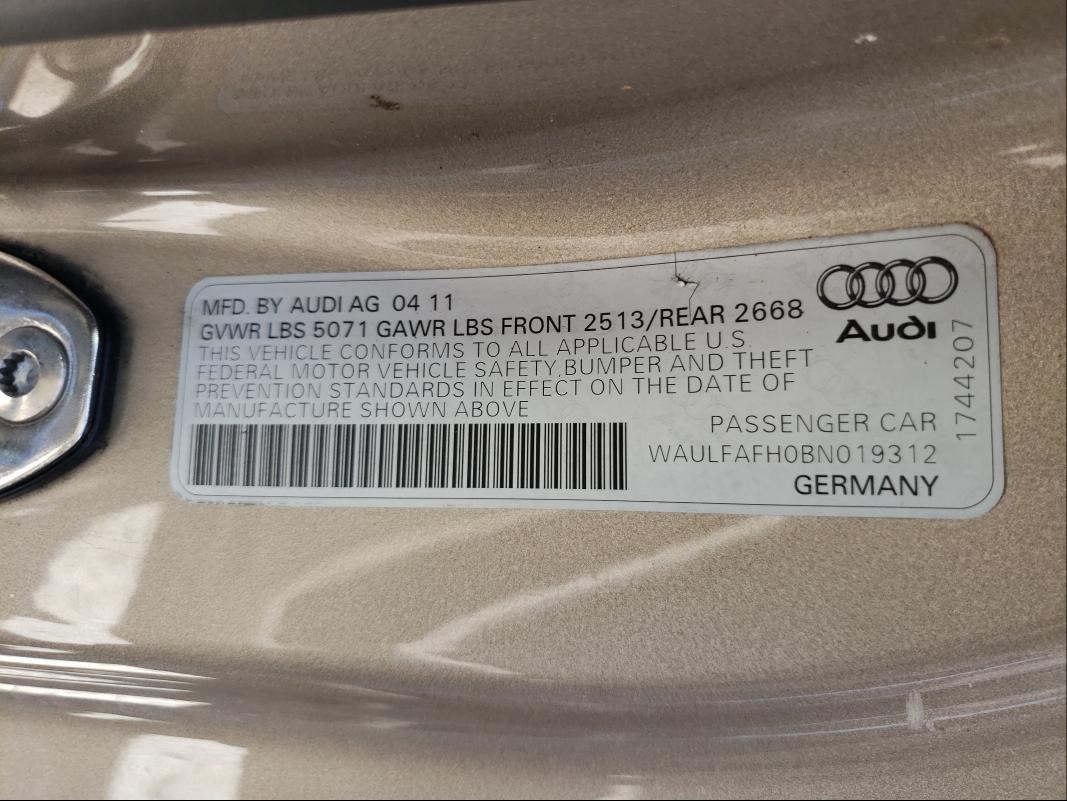 MFD. BY AUDI AG 04 11
GVWR LBS 5071 GAWR LBS FRONT 2513/REAR 2668
THIS VEHICLE CONFORMS TO ALL APPLICABLE U.S.
FEDERAL MOTOR VEHICLE SAFETY,BUMPER AND THEFT
PREVENTION STANDARDS IN EFFECT ON THE DATE OF
MANUFACTURE SHOWN ABOVE
Audi
1744207
PASSENGER CAR
WAULFAFH0BN019312
GERMANY